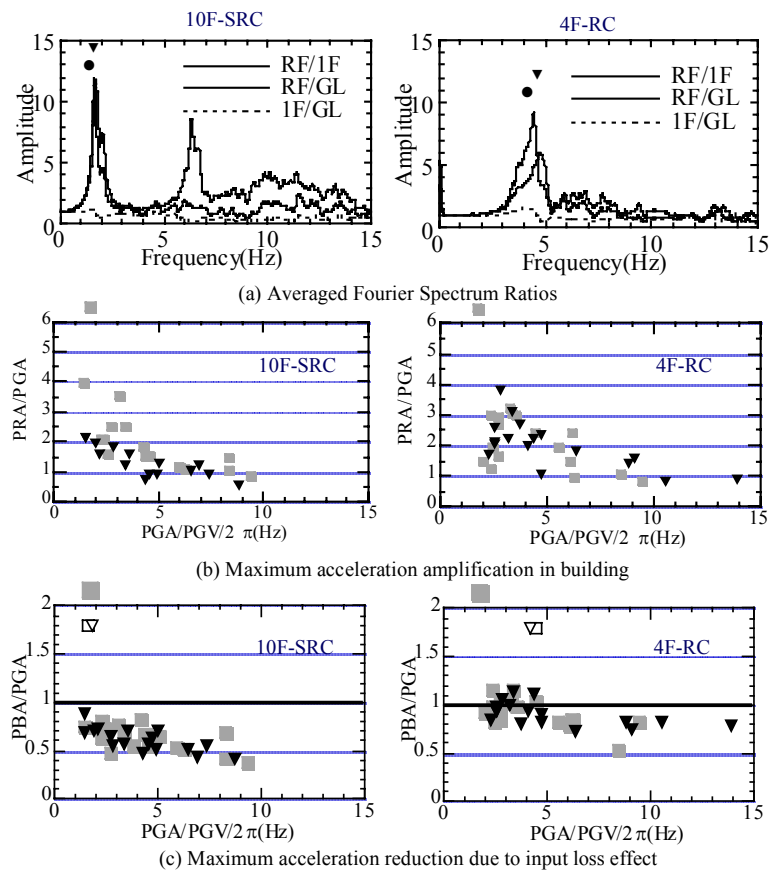 10F-SRC
4F-RC
15
10
5
0
Amplitude
RF/1F
RF/GL
1F/GL
0 5 10 15
Frequency(Hz)
15
10
5
0
Amplitude
RF/1F
RF/GL
1F/GL
0 5 10 15
Frequency(Hz)
(a) Averaged Fourier Spectrum Ratios
6
5
4
3
2
1
0
PRA/PGA
10F-SRC
0 5 10 15
PGA/PGV/2 π(Hz)
6
5
4
3
2
1
0
PRA/PGA
4F-RC
0 5 10 15
PGA/PGV/2 π(Hz)
(b) Maximum acceleration amplification in building
2
1.5
1
0.5
0
PBA/PGA
10F-SRC
0 5 10 15
PGA/PGV/2π(Hz)
2
1.5
1
0.5
0
PBA/PGA
4F-RC
0 5 10 15
PGA/PGV/2π(Hz)
(c) Maximum acceleration reduction due to input loss effect